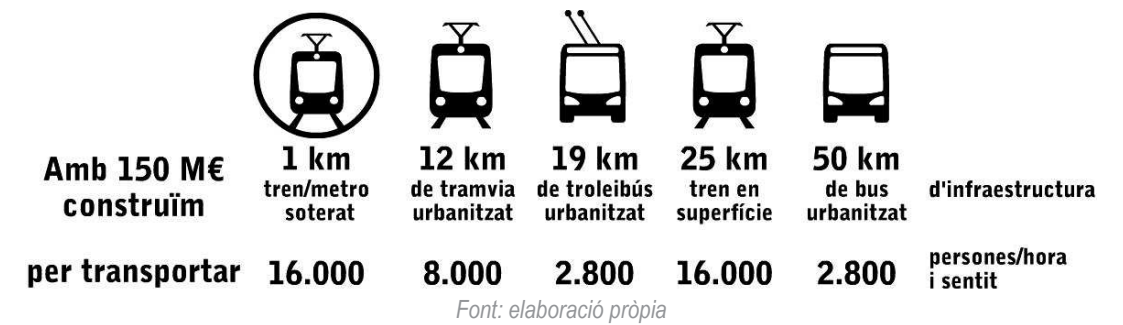 Amb 150 M€
construïm
1 km
tren/metro
soterat
12 km
de tramvia
urbanitzat
19 km
de troleibús
urbanitzat
25 km
tren en
superfície
50 km
de bus
urbanitzat
d'infraestructura
per transportar 16.000 8.000 2.800 16.000 2.800
persones/hora
i sentit
Font: elaboració pròpia